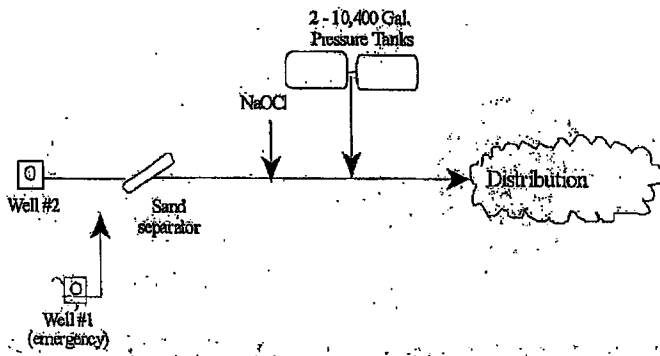 2 - 10,400 Gal.
Pressure Tanks
NaOCl
Distribution
Well #2
Sand
separator
Well #1
(emergency)